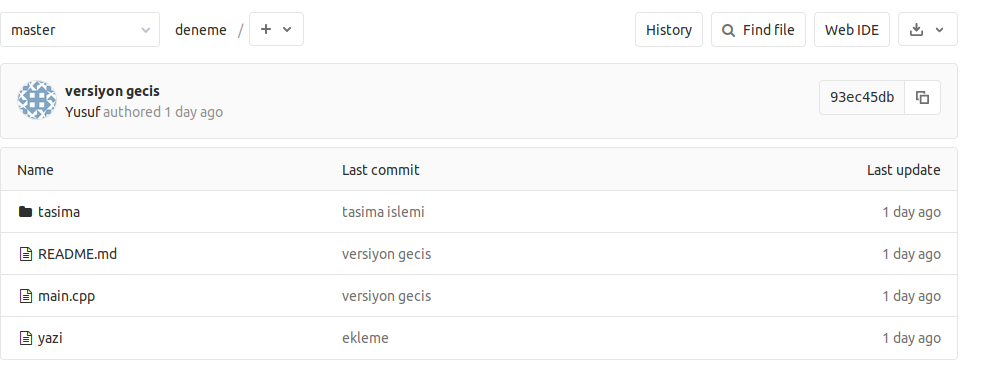 master deneme / + History Find file Web IDE
versiyon gecis
Yusuf authored 1 day ago 93ec45db
Name Last commit Last update
tasima tasima islemi 1 day ago
README.md versiyon gecis 1 day ago
main.cpp versiyon gecis 1 day ago
yazi ekleme 1 day ago